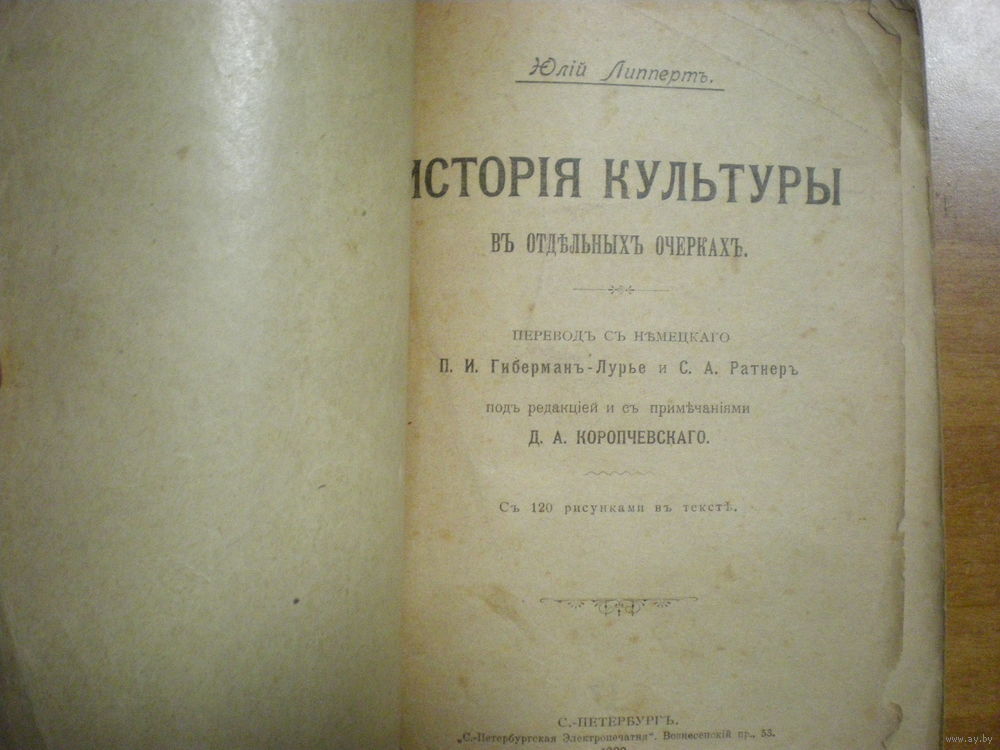 Юлій Липпертъ.
ИСТОРІЯ КУЛЬТУРЫ
ВЪ ОТДѢЛЬНЫХЪ ОЧЕРКАХЪ.
ПЕРЕВОДЪ СЪ НѢМЕЦКАГО
П. И. Гиберманъ-Лурье и С. А. Ратнеръ
подъ редакціей и съ примѣчаніями
Д. А. КОРОПЧЕВСКАГО.
Съ 120 рисунками въ текстѣ.
С.-ПЕТЕРБУРГЪ.
„С.-Петербургская Электропечатня". Вознесенскій пр., 53.
www.ay.by